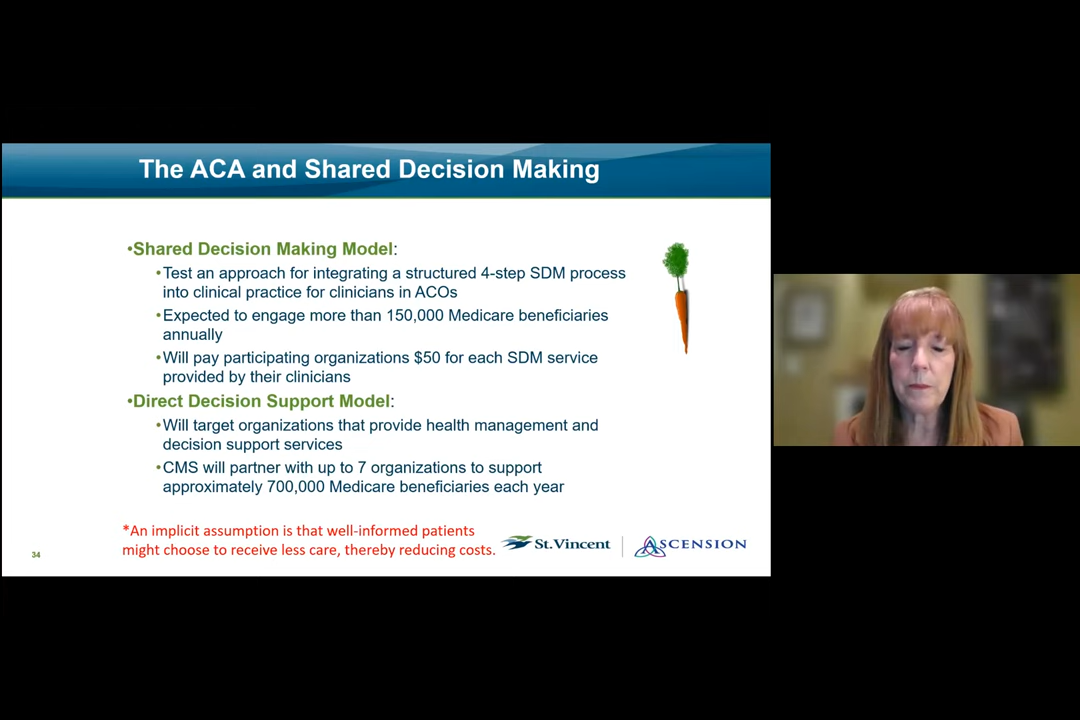 The ACA and Shared Decision Making
•Shared Decision Making Model:
•Test an approach for integrating a structured 4-step SDM process
into clinical practice for clinicians in ACOs
•Expected to engage more than 150,000 Medicare beneficiaries
annually
•Will pay participating organizations $50 for each SDM service
provided by their clinicians
•Direct Decision Support Model:
•Will target organizations that provide health management and
decision support services
•CMS will partner with up to 7 organizations to support
approximately 700,000 Medicare beneficiaries each year
*An implicit assumption is that well-informed patients
might choose to receive less care, thereby reducing costs.
34
St.Vincent
ASCENSION